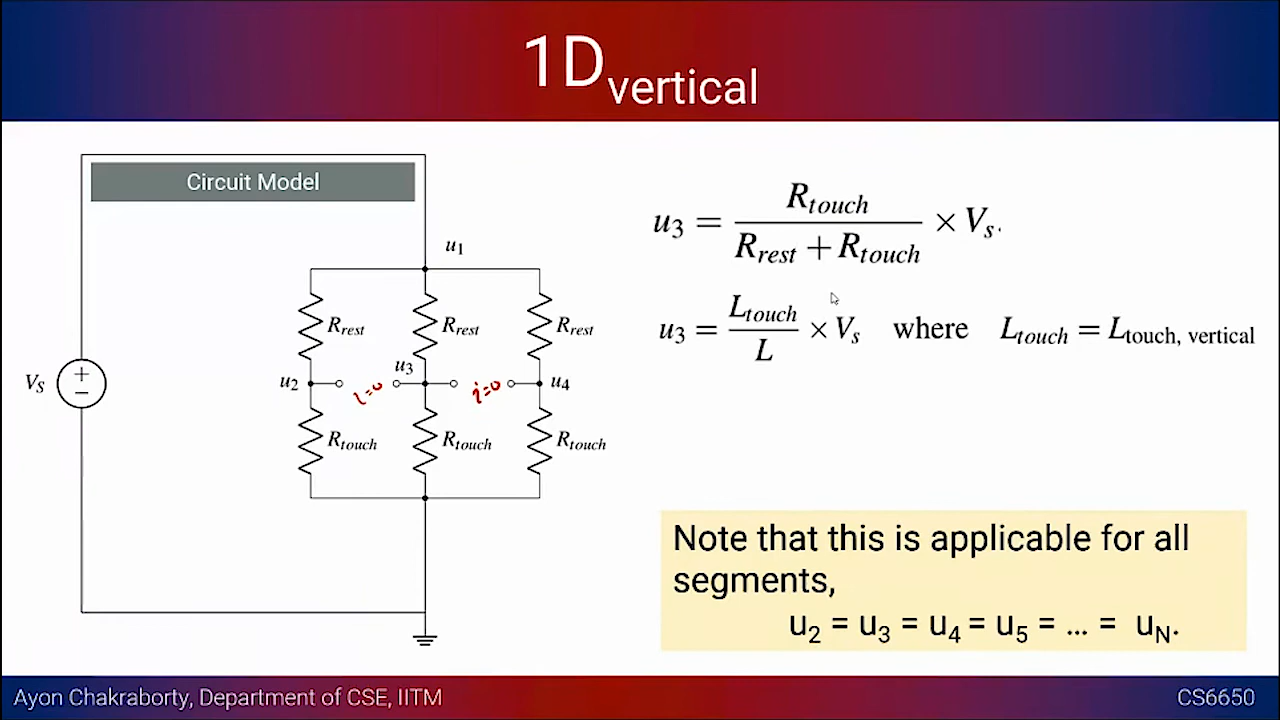 1D vertical
Circuit Model
u1
Rrest Rrest Rrest
u2 i=0 u3 i=0 u4
VS + −
Rtouch Rtouch Rtouch
u3 = Rtouch / (Rrest + Rtouch) × Vs.
u3 = Ltouch / L × Vs where Ltouch = Ltouch, vertical
Note that this is applicable for all
segments,
u2 = u3 = u4 = u5 = ... = uN.
Ayon Chakraborty, Department of CSE, IITM
CS6650